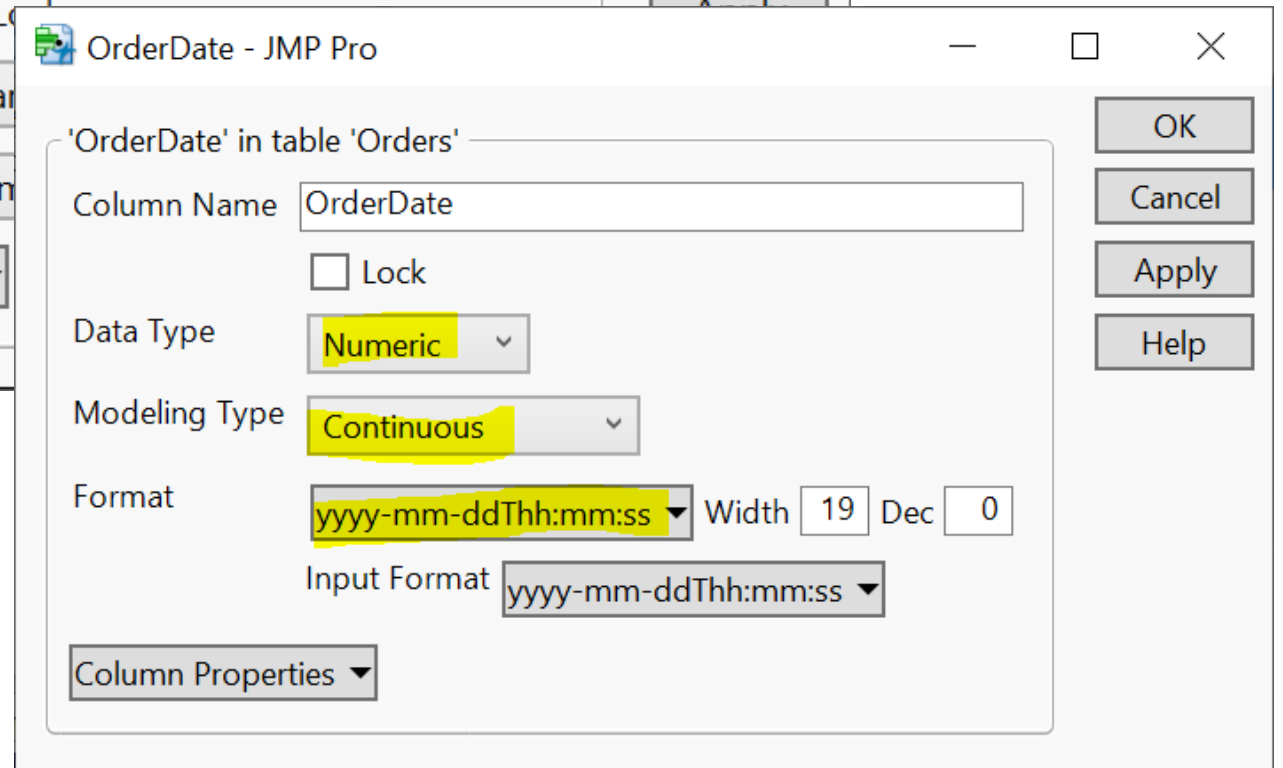 OrderDate - JMP Pro
OK
'OrderDate' in table 'Orders'
Column Name OrderDate
Cancel
Lock
Apply
Data Type Numeric
Help
Modeling Type Continuous
Format yyyy-mm-ddThh:mm:ss Width 19 Dec 0
Input Format yyyy-mm-ddThh:mm:ss
Column Properties